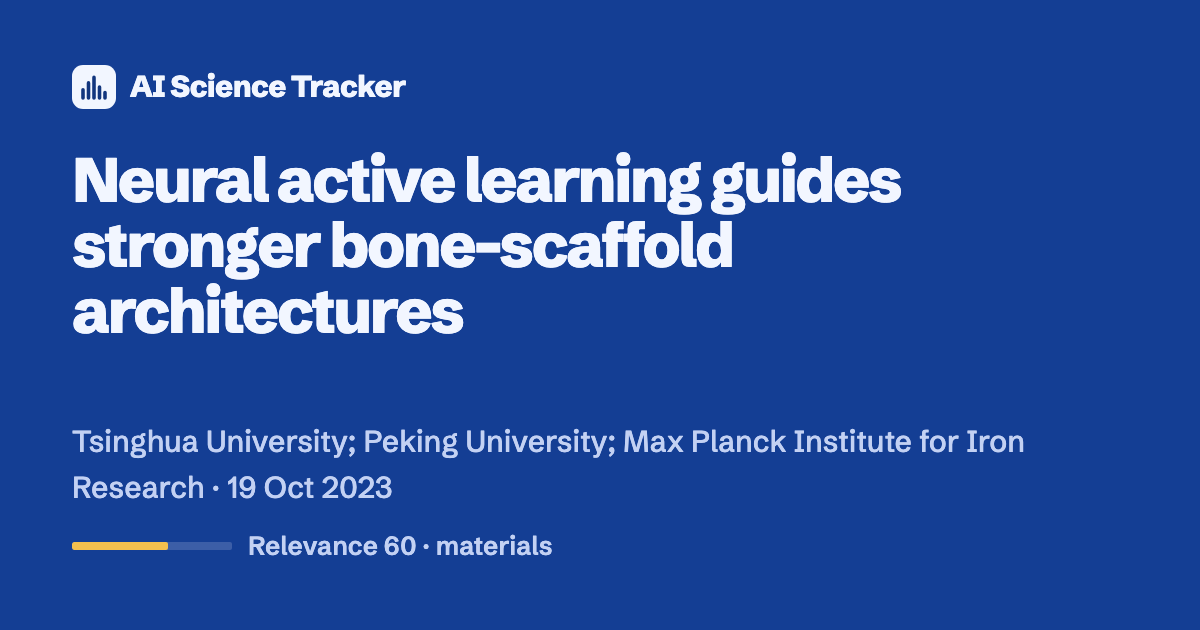 AI Science Tracker
Neural active learning guides
stronger bone-scaffold
architectures
Tsinghua University; Peking University; Max Planck Institute for Iron
Research · 19 Oct 2023
Relevance 60 · materials